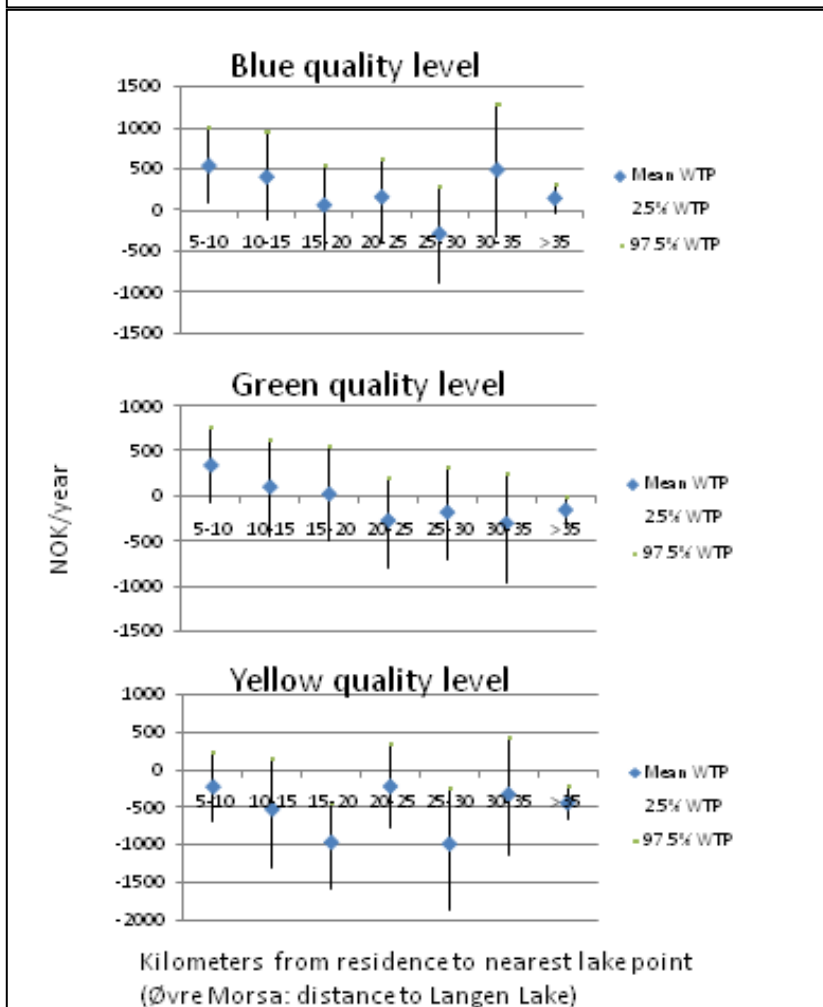 Blue quality level
1500
1000
500
0
-500
-1000
-1500
5-10 10-15 15-20 20-25 25-30 30-35 >35
Mean WTP
2.5% WTP
97.5% WTP
Green quality level
1000
500
0
-500
-1000
-1500
5-10 10-15 15-20 20-25 25-30 30-35 >35
Mean WTP
2.5% WTP
97.5% WTP
NOK/year
Yellow quality level
1000
500
0
-500
-1000
-1500
-2000
5-10 10-15 15-20 20-25 25-30 30-35 >35
Mean WTP
2.5% WTP
97.5% WTP
Kilometers from residence to nearest lake point
(Øvre Morsa: distance to Langen Lake)